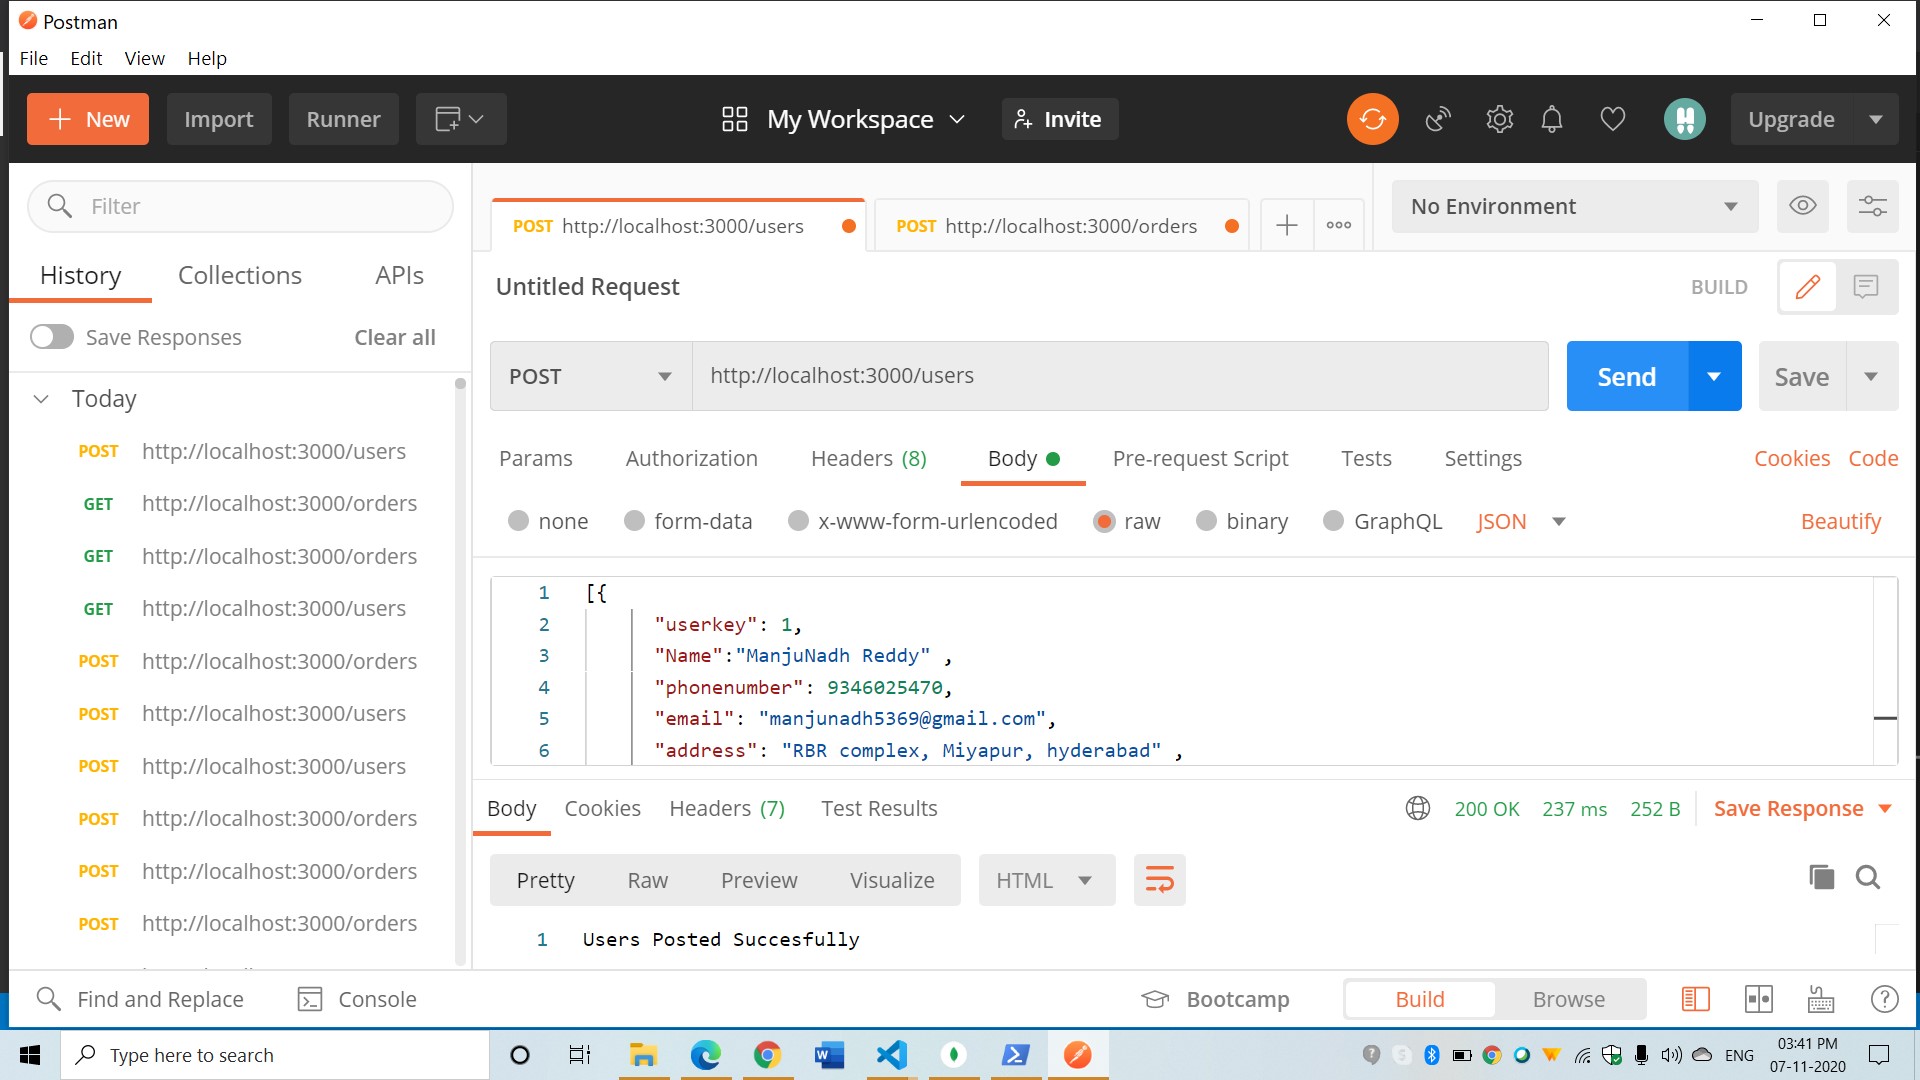 Postman
File Edit View Help
New Import Runner My Workspace Invite Upgrade
Filter
History Collections APIs
Save Responses Clear all
Today
POST http://localhost:3000/users
GET http://localhost:3000/orders
GET http://localhost:3000/orders
GET http://localhost:3000/users
POST http://localhost:3000/orders
POST http://localhost:3000/users
POST http://localhost:3000/users
POST http://localhost:3000/orders
POST http://localhost:3000/orders
POST http://localhost:3000/orders
POST http://localhost:3000/users POST http://localhost:3000/orders No Environment
Untitled Request BUILD
POST http://localhost:3000/users Send Save
Params Authorization Headers (8) Body Pre-request Script Tests Settings Cookies Code
none form-data x-www-form-urlencoded raw binary GraphQL JSON Beautify
1 [{
2 "userkey": 1,
3 "Name":"ManjuNadh Reddy" ,
4 "phonenumber": 9346025470,
5 "email": "manjunadh5369@gmail.com",
6 "address": "RBR complex, Miyapur, hyderabad" ,
Body Cookies Headers (7) Test Results 200 OK 237 ms 252 B Save Response
Pretty Raw Preview Visualize HTML
1 Users Posted Succesfully
Find and Replace Console Bootcamp Build Browse
Type here to search ENG 03:41 PM
07-11-2020